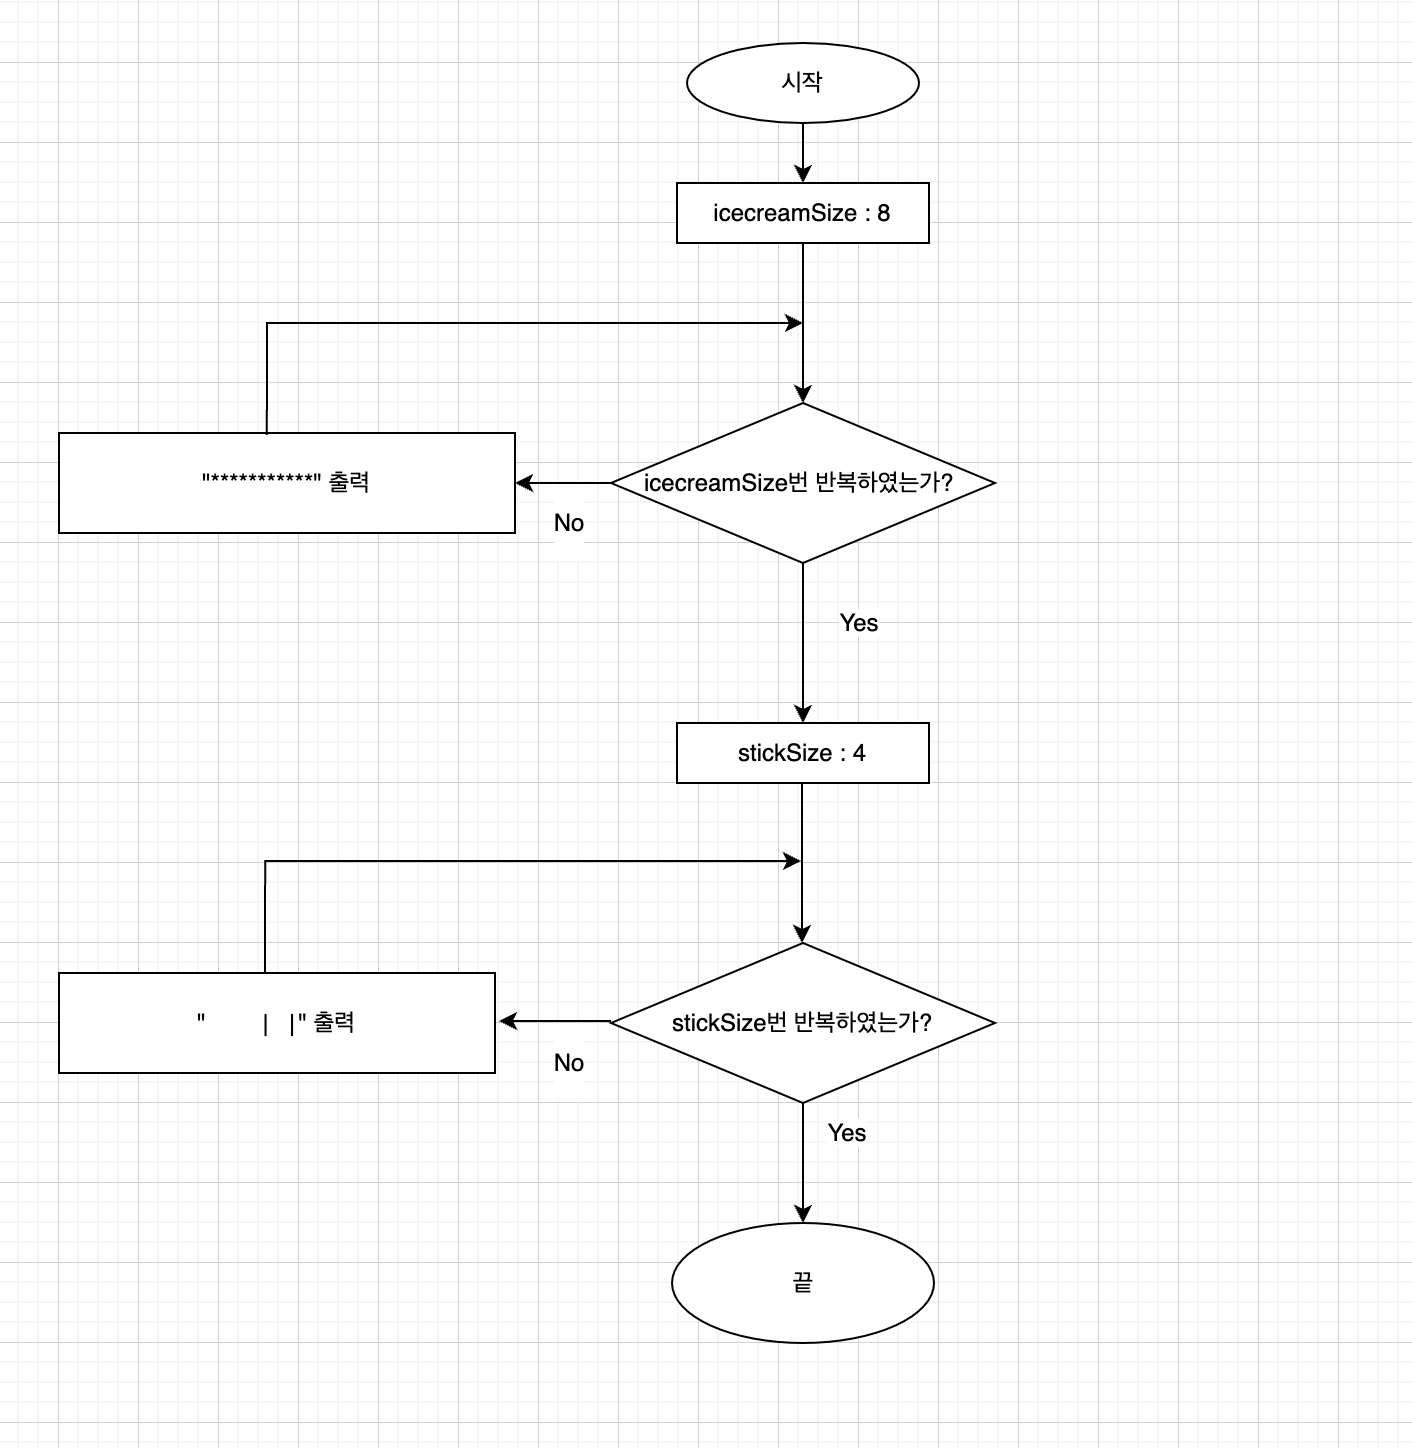 시작
icecreamSize : 8
"***********" 출력
icecreamSize번 반복하였는가?
No
Yes
stickSize : 4
"        |   |" 출력
stickSize번 반복하였는가?
No
Yes
끝